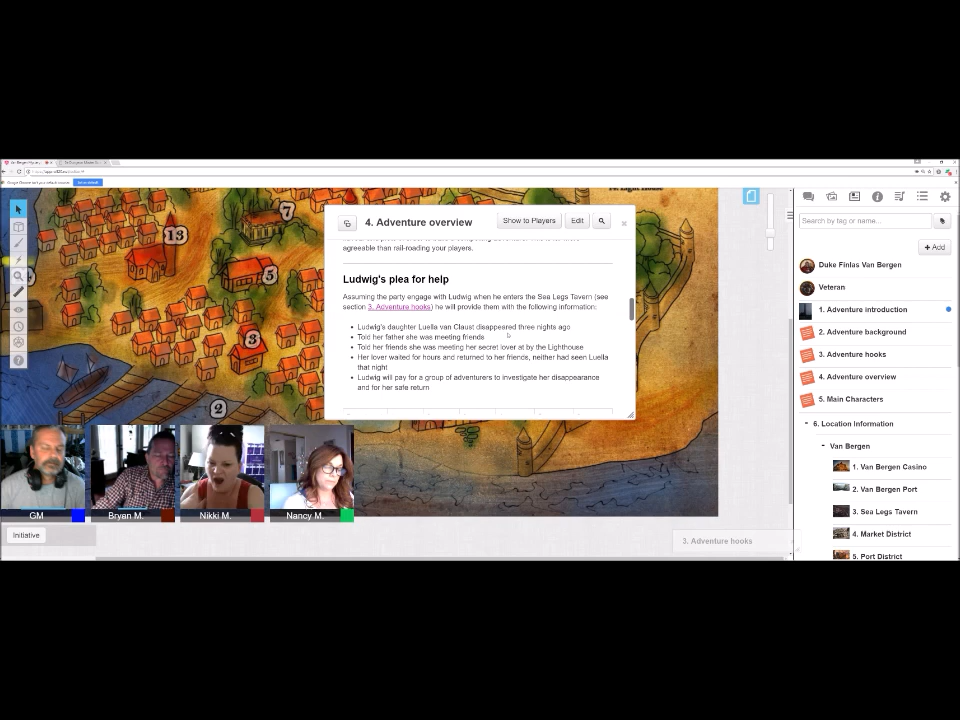 Van Bergen
Search by tag or name...
+ Add
Duke Finlas Van Bergen
Veteran
1. Adventure introduction
2. Adventure background
3. Adventure hooks
4. Adventure overview
5. Main Characters
6. Location Information
Van Bergen
1. Van Bergen Casino
2. Van Bergen Port
3. Sea Legs Tavern
4. Market District
5. Port District
4. Adventure overview
Show to Players
Edit
agreeable than rail-roading your players.
Ludwig's plea for help
Assuming the party engage with Ludwig when he enters the Sea Legs Tavern (see
section 3. Adventure hooks) he will provide them with the following information:
Ludwig's daughter Luella van Claust disappeared three nights ago
Told her father she was meeting friends
Told her friends she was meeting her secret lover at by the Lighthouse
Her lover waited for hours and returned to her friends, neither had seen Luella
that night
Ludwig will pay for a group of adventurers to investigate her disappearance
and for her safe return
7
13
5
3
2
GM
Bryan M.
Nikki M.
Nancy M.
Initiative
3. Adventure hooks